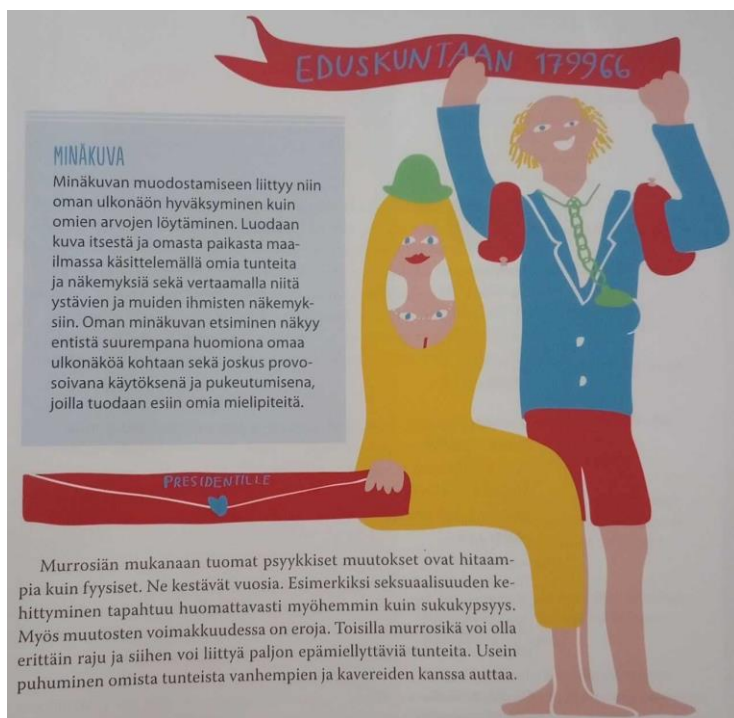 EDUSKUNTAAN 179966
MINÄKUVA
Minäkuvan muodostamiseen liittyy niin
oman ulkonäön hyväksyminen kuin
omien arvojen löytäminen. Luodaan
kuva itsestä ja omasta paikasta maa-
ilmassa käsittelemällä omia tunteita
ja näkemyksiä sekä vertaamalla niitä
ystävien ja muiden ihmisten näkemyk-
siin. Oman minäkuvan etsiminen näkyy
entistä suurempana huomiona omaa
ulkonäköä kohtaan sekä joskus provo-
soivana käytöksenä ja pukeutumisena,
joilla tuodaan esiin omia mielipiteitä.
PRESIDENTILLE
Murrosiän mukanaan tuomat psyykkiset muutokset ovat hitaam-
pia kuin fyysiset. Ne kestävät vuosia. Esimerkiksi seksuaalisuuden ke-
hittyminen tapahtuu huomattavasti myöhemmin kuin sukukypsyys.
Myös muutosten voimakkuudessa on eroja. Toisilla murrosikä voi olla
erittäin raju ja siihen voi liittyä paljon epämiellyttäviä tunteita. Usein
puhuminen omista tunteista vanhempien ja kavereiden kanssa auttaa.